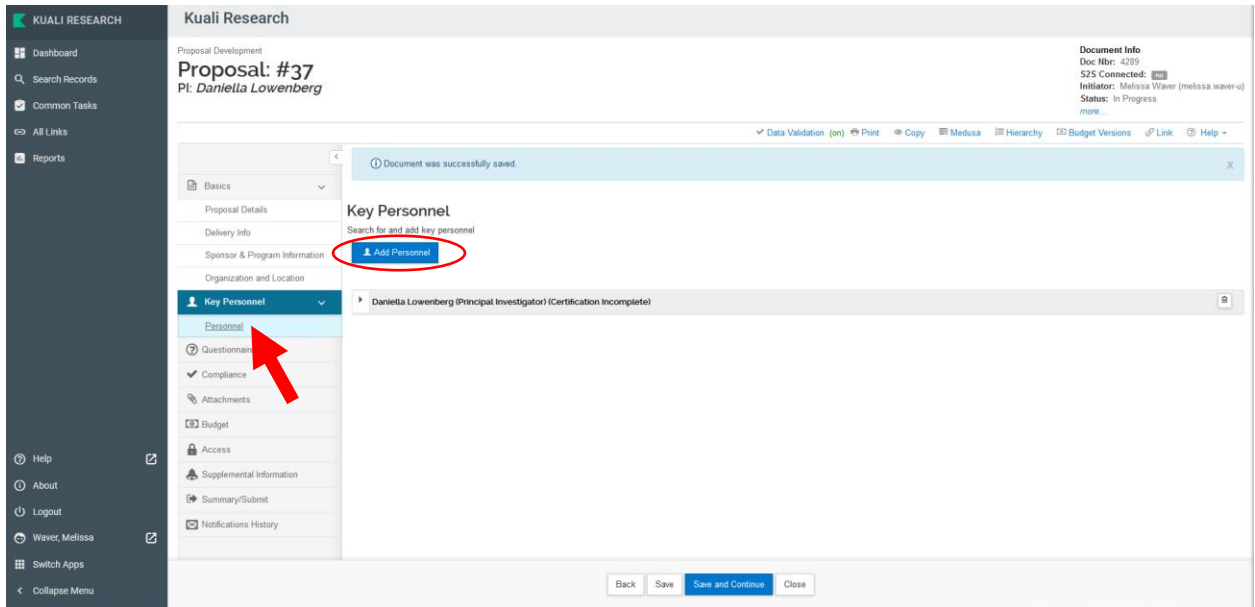 KUALI RESEARCH
Dashboard
Search Records
Common Tasks
All Links
Reports
Help
About
Logout
Waver, Melissa
Switch Apps
Collapse Menu
Kuali Research
Proposal Development
Proposal: #37
PI: Daniella Lowenberg
Document Info
Doc Nbr: 4289
S2S Connected: no
Initiator: Melissa Waver (melissa.waver-u)
Status: In Progress
more...
Data Validation (on) Print Copy Medusa Hierarchy Budget Versions Link Help
Basics
Proposal Details
Delivery Info
Sponsor & Program Information
Organization and Location
Key Personnel
Personnel
Compliance
Attachments
Budget
Access
Supplemental Information
Summary/Submit
Notifications History
Document was successfully saved.
X
Key Personnel
Search for and add key personnel
Add Personnel
Daniella Lowenberg (Principal Investigator) (Certification Incomplete)
Back Save Save and Continue Close